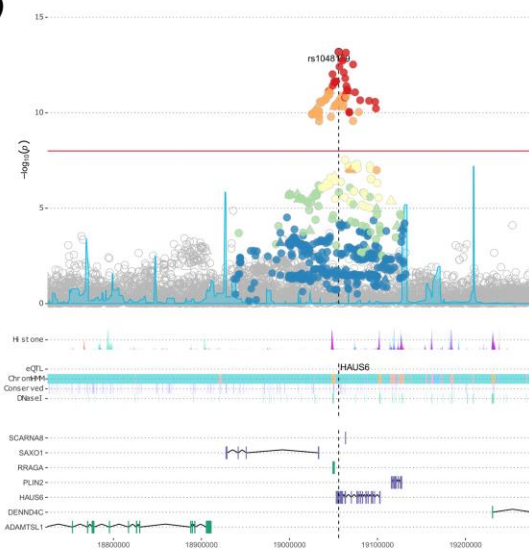 15
rs1048
10
−log10(p)
5
0
Histone
eQTL
HAUS6
ChromHMM
Conserved
DNaseI
SCARNA8
SAXO1
RRAGA
PLIN2
HAUS6
DENND4C
ADAMTSL1
18800000 18900000 19000000 19100000 19200000